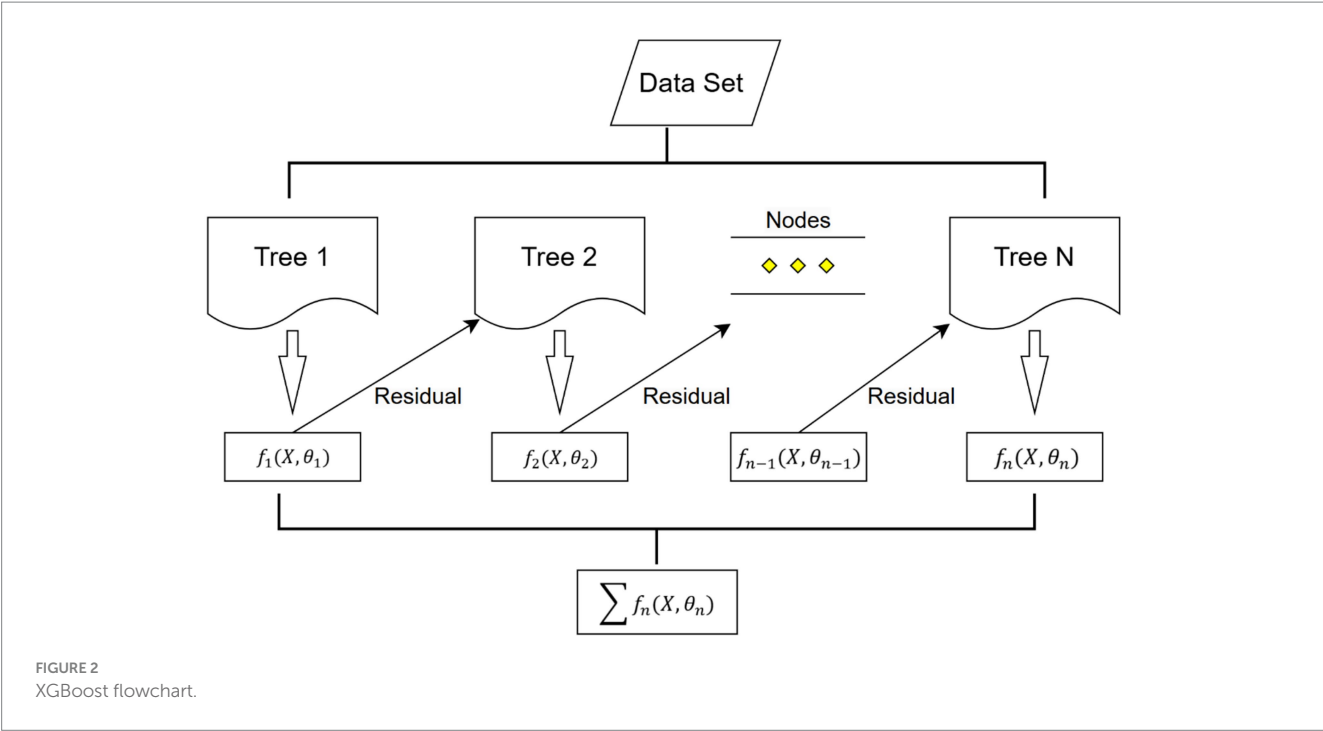 Data Set
Nodes
Tree 1
Tree 2
Tree N
Residual
Residual
Residual
f₁(X, θ₁)
f₂(X, θ₂)
fₙ₋₁(X, θₙ₋₁)
fₙ(X, θₙ)
∑ fₙ(X, θₙ)
FIGURE 2
XGBoost flowchart.